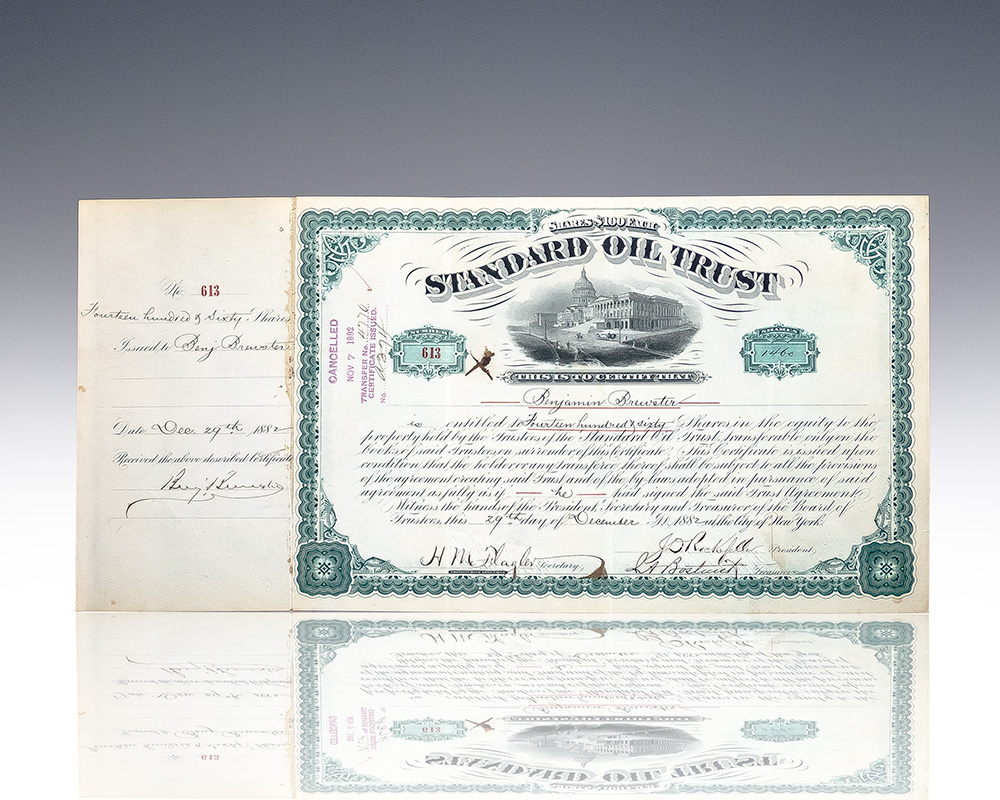 No. 613
Fourteen hundred & Sixty Shares
Issued to Benj Brewster
Date Dec. 29th 1882
Received the above described Certificate
Benj Brewster
CANCELLED
NOV 7 1892
TRANSFER No.
CERTIFICATE ISSUED.
No.
SHARES $100 EACH
STANDARD OIL TRUST
NUMBER
613
SHARES
1460
THIS IS TO CERTIFY THAT
Benjamin Brewster
is entitled to Fourteen hundred & sixty Shares in the equity to the
property held by the Trustees of the Standard Oil Trust, transferable only on the
books of said Trustees on surrender of this Certificate. This Certificate is issued upon
condition that the holder or any transferee thereof shall be subject to all the provisions
of the agreement creating said Trust and of the by-laws adopted in pursuance of said
agreement as fully as if he had signed the said Trust Agreement
Witness the hands of the President, Secretary and Treasurer of the Board of
Trustees, this 29th day of December AD. 1882 at the City of New York.
J D Rockefeller President,
H M Flagler Secretary, Bostwick Treasurer